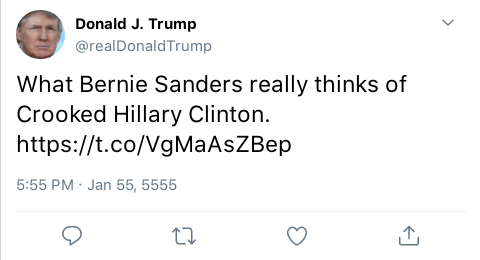 Donald J. Trump
@realDonaldTrump
What Bernie Sanders really thinks of
Crooked Hillary Clinton.
https://t.co/VgMaAsZBep
5:55 PM · Jan 55, 5555